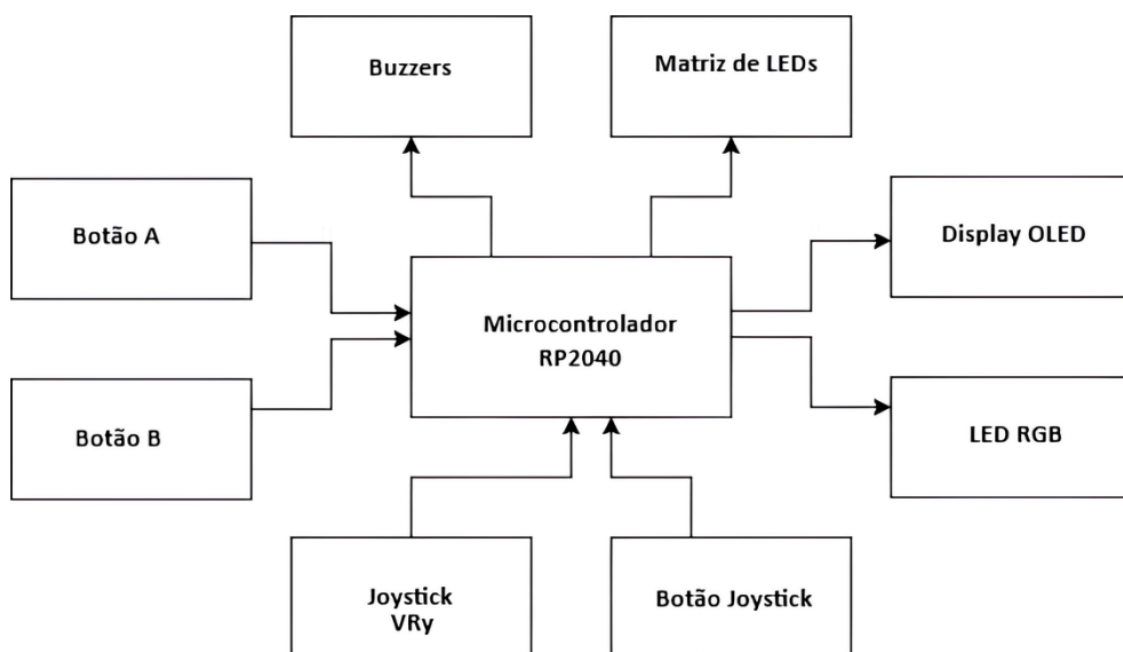 Buzzers
Matriz de LEDs
Botão A
Display OLED
Microcontrolador
RP2040
Botão B
LED RGB
Joystick
VRy
Botão Joystick